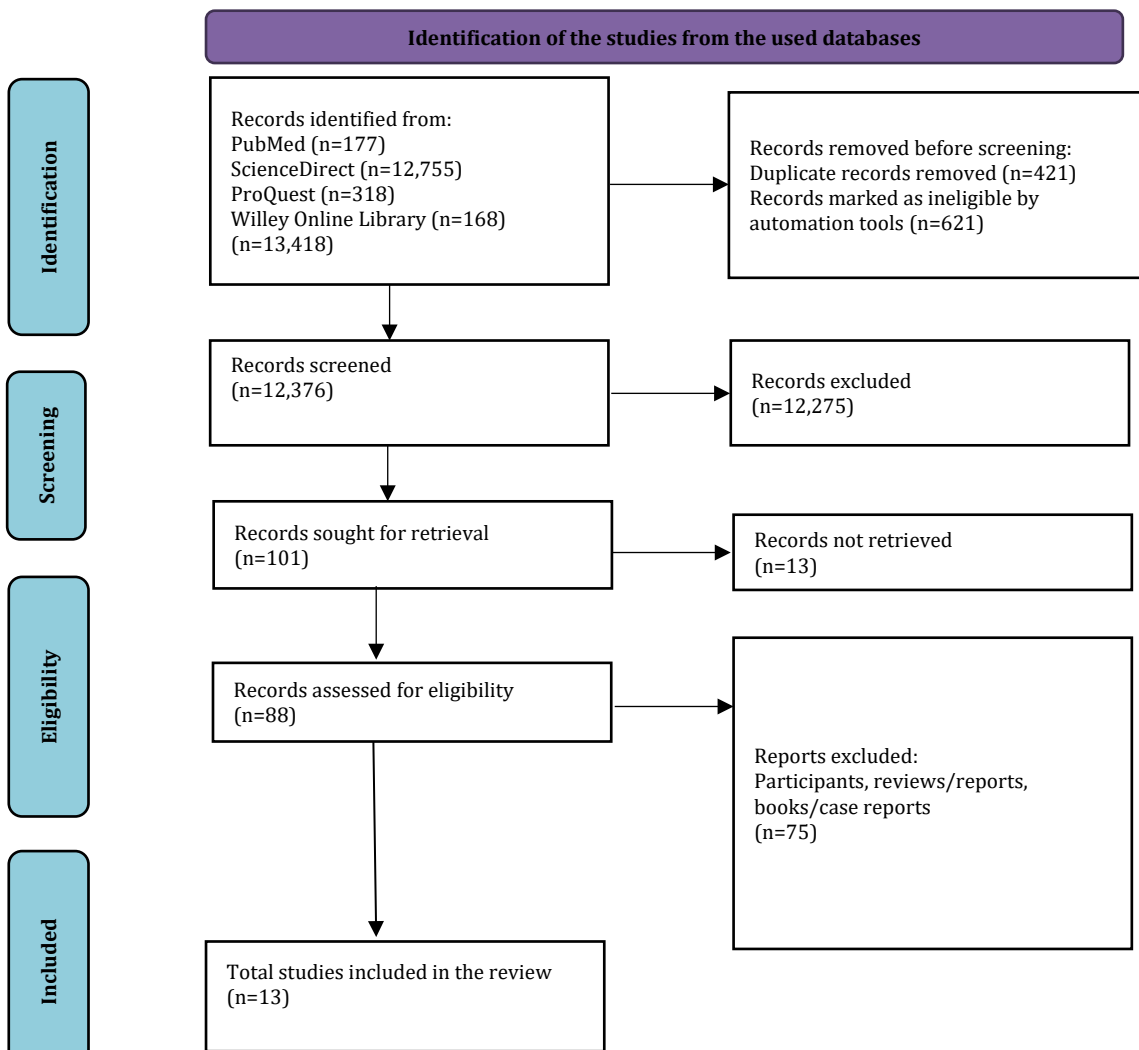 Identification of the studies from the used databases
Identification
Records identified from:
PubMed (n=177)
ScienceDirect (n=12,755)
ProQuest (n=318)
Willey Online Library (n=168)
(n=13,418)
Records removed before screening:
Duplicate records removed (n=421)
Records marked as ineligible by
automation tools (n=621)
Screening
Records screened
(n=12,376)
Records excluded
(n=12,275)
Records sought for retrieval
(n=101)
Records not retrieved
(n=13)
Eligibility
Records assessed for eligibility
(n=88)
Reports excluded:
Participants, reviews/reports,
books/case reports
(n=75)
Included
Total studies included in the review
(n=13)